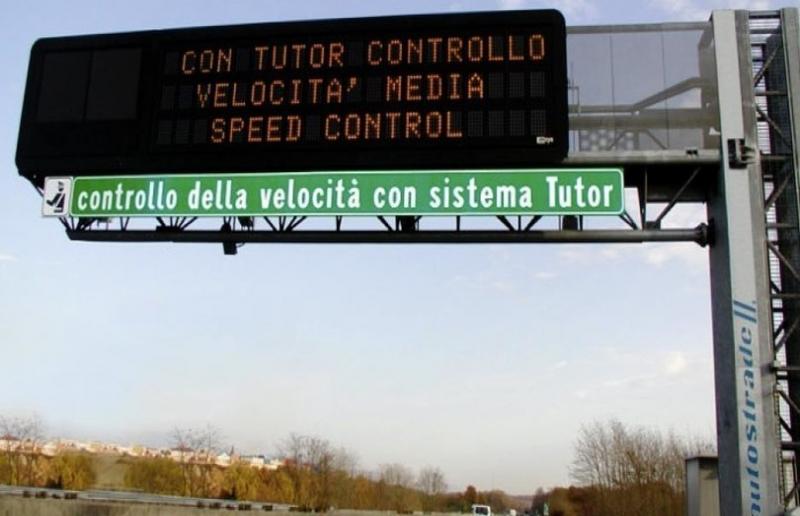 CON TUTOR CONTROLLO
VELOCITA' MEDIA
SPEED CONTROL
controllo della velocità con sistema Tutor
autostrade